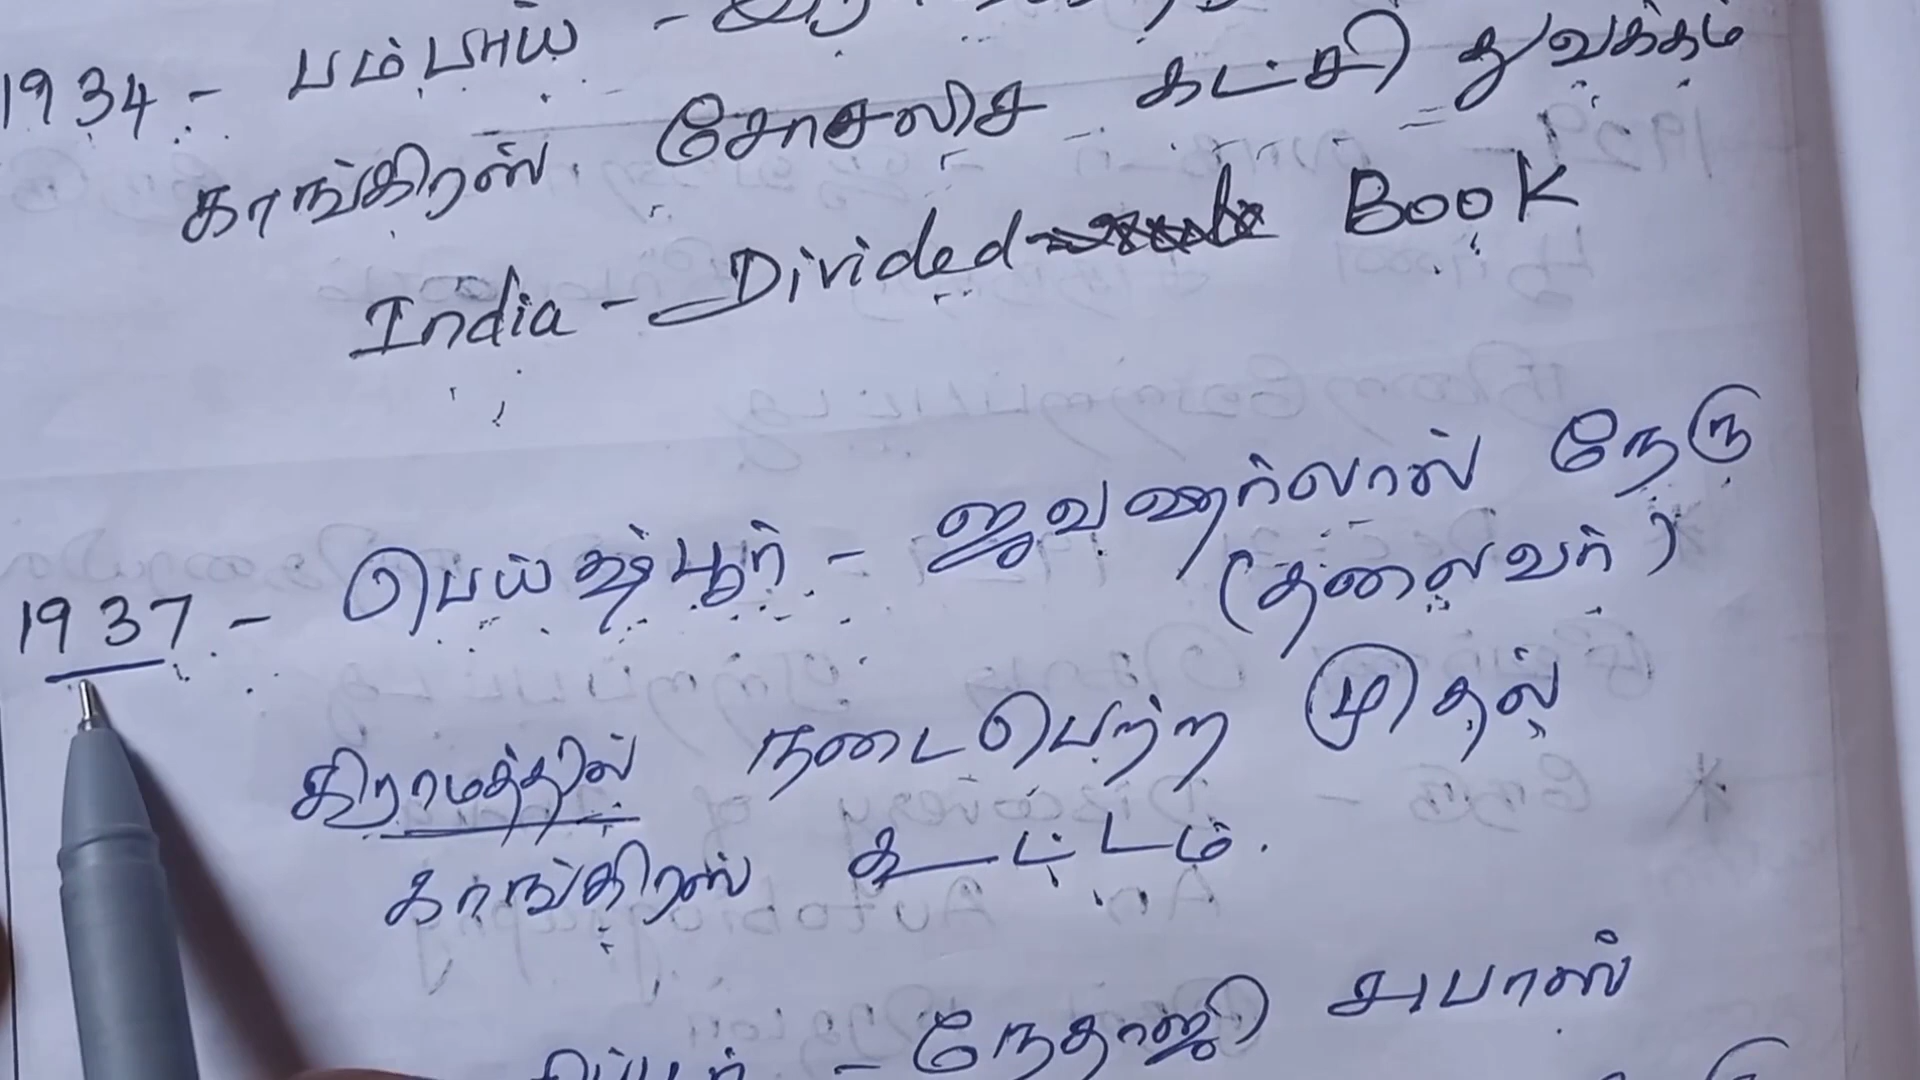 1934 - பம்பாய் -
காங்கிரஸ் சோசலிச கட்சி துவக்கம்
India - Divided Book
1937 - பெய்ஷ்பூர் - ஜவஹர்லால் நேரு
(தலைவர்)
கிராமத்தில் நடைபெற்ற முதல்
காங்கிரஸ் கூட்டம்.
- நேதாஜி சுபாஸ்